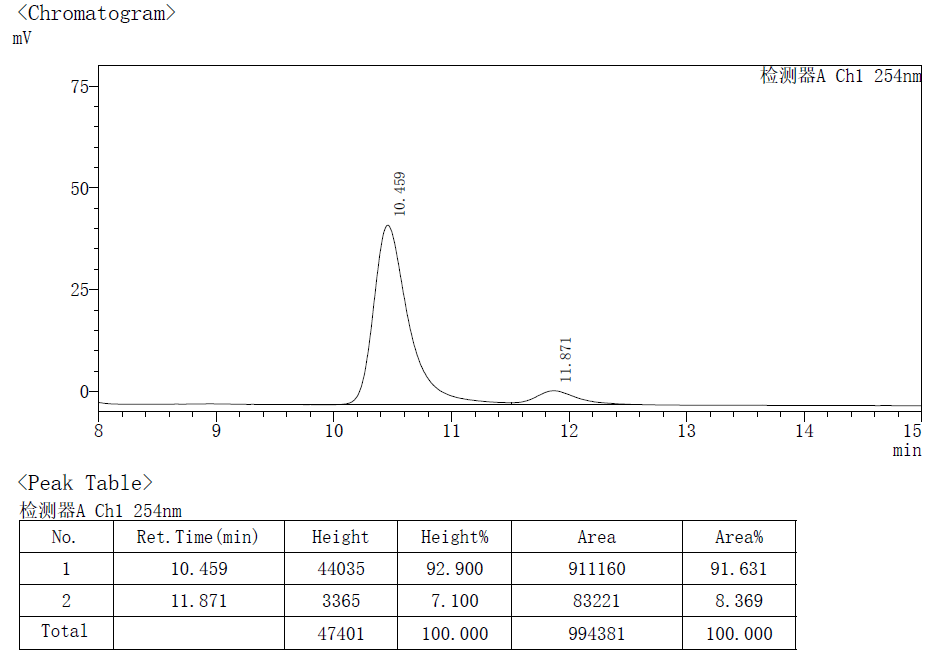 <Chromatogram>
mV
检测器A Ch1 254nm
75
50
25
0
10.459
11.871
8 9 10 11 12 13 14 15
min
<Peak Table>
检测器A Ch1 254nm
No. Ret.Time(min) Height Height% Area Area%
1 10.459 44035 92.900 911160 91.631
2 11.871 3365 7.100 83221 8.369
Total 47401 100.000 994381 100.000